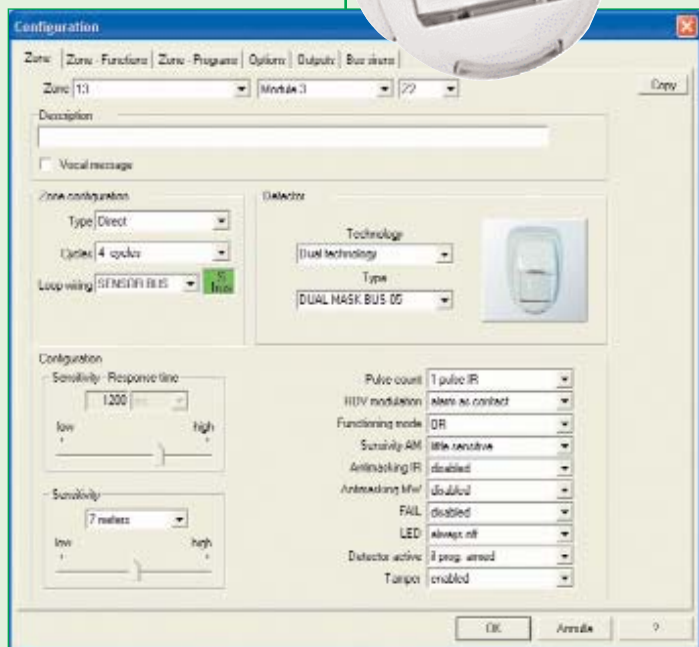 Configuration
Zone Zone - Functions Zone - Programs Options Outputs Bus sirens
Zone 13 Module 3 22 Copy
Description
Vocal message
Zone configuration
Type Direct
Cycles 4 cycles
Loop wiring SENSOR BUS
Detector
Technology
Dual technology
Type
DUAL MASK BUS 05
Configuration
Sensitivity - Response time
1200
low high
Sensitivity
7 meters
low high
Pulse count 1 pulse IR
modulation alarm as contact
Functioning mode OR
AM little sensitive
Antimasking IR disabled
Antimasking MW disabled
FAIL disabled
LED always off
Detector active if prog. armed
Tamper enabled
OK Annulla ?